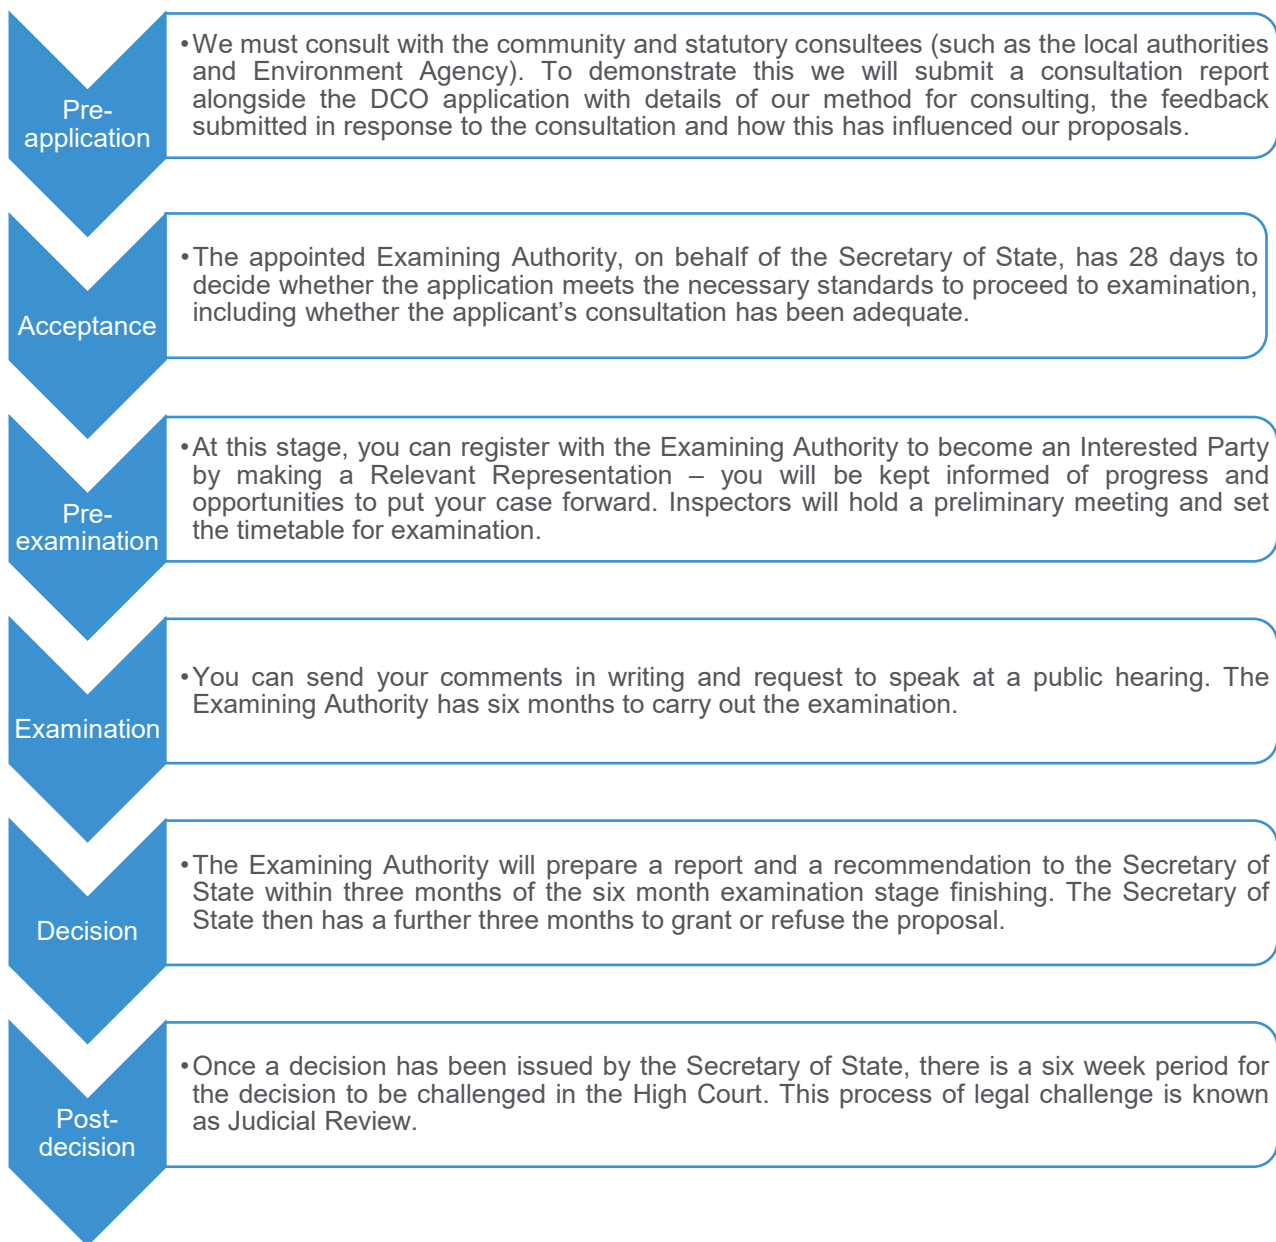 Pre-
application
•We must consult with the community and statutory consultees (such as the local authorities
and Environment Agency). To demonstrate this we will submit a consultation report
alongside the DCO application with details of our method for consulting, the feedback
submitted in response to the consultation and how this has influenced our proposals.
Acceptance
•The appointed Examining Authority, on behalf of the Secretary of State, has 28 days to
decide whether the application meets the necessary standards to proceed to examination,
including whether the applicant’s consultation has been adequate.
Pre-
examination
•At this stage, you can register with the Examining Authority to become an Interested Party
by making a Relevant Representation – you will be kept informed of progress and
opportunities to put your case forward. Inspectors will hold a preliminary meeting and set
the timetable for examination.
Examination
•You can send your comments in writing and request to speak at a public hearing. The
Examining Authority has six months to carry out the examination.
Decision
•The Examining Authority will prepare a report and a recommendation to the Secretary of
State within three months of the six month examination stage finishing. The Secretary of
State then has a further three months to grant or refuse the proposal.
Post-
decision
•Once a decision has been issued by the Secretary of State, there is a six week period for
the decision to be challenged in the High Court. This process of legal challenge is known
as Judicial Review.